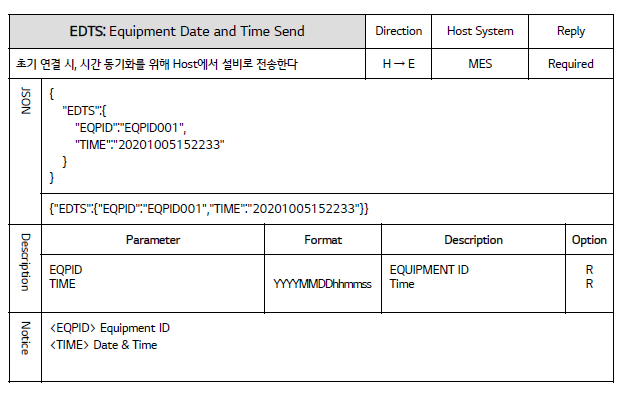 EDTS: Equipment Date and Time Send Direction Host System Reply
초기 연결 시, 시간 동기화를 위해 Host에서 설비로 전송한다 H → E MES Required
JSON
{
"EDTS":{
"EQPID":"EQPID001",
"TIME":"20201005152233"
}
}
{"EDTS":{"EQPID":"EQPID001","TIME":"20201005152233"}}
Description
Parameter Format Description Option
EQPID EQUIPMENT ID R
TIME YYYYMMDDhhmmss Time R
Notice
<EQPID> Equipment ID
<TIME> Date & Time